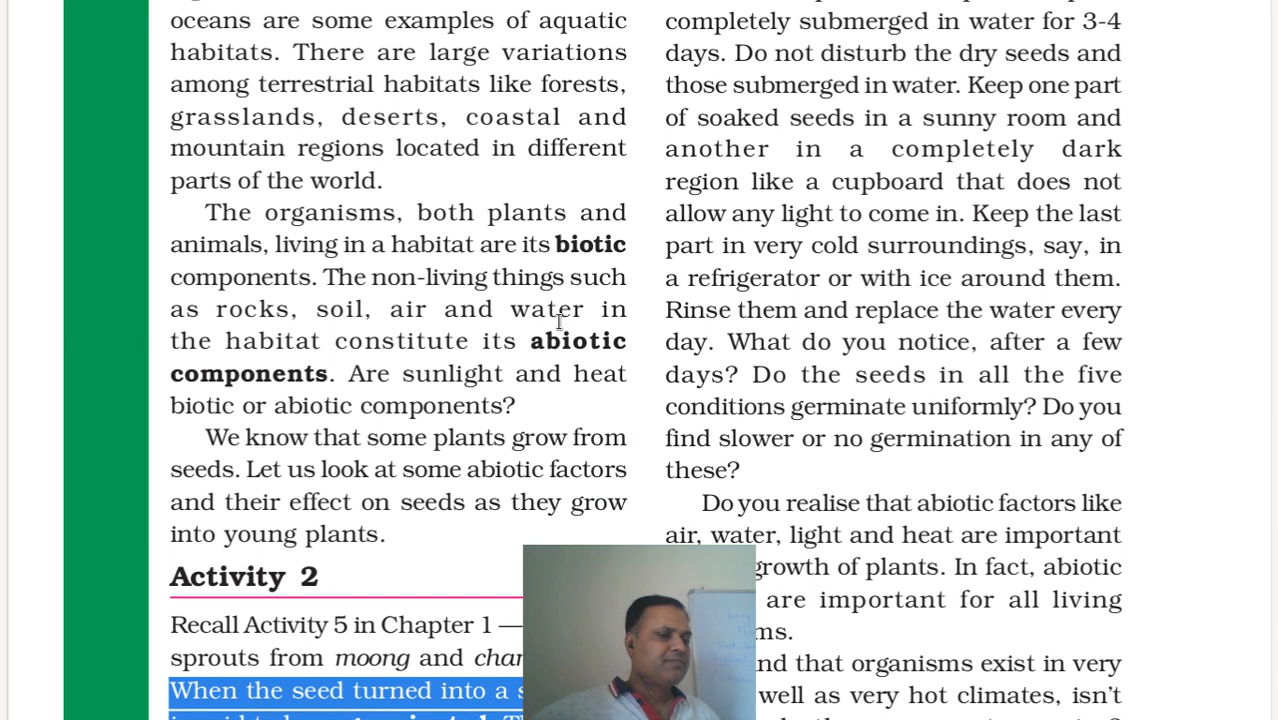 oceans are some examples of aquatic
habitats. There are large variations
among terrestrial habitats like forests,
grasslands, deserts, coastal and
mountain regions located in different
parts of the world.
The organisms, both plants and
animals, living in a habitat are its biotic
components. The non-living things such
as rocks, soil, air and water in
the habitat constitute its abiotic
components. Are sunlight and heat
biotic or abiotic components?
We know that some plants grow from
seeds. Let us look at some abiotic factors
and their effect on seeds as they grow
into young plants.
Activity 2
Recall Activity 5 in Chapter 1 —
sprouts from moong and
When the seed turned into a
completely submerged in water for 3-4
days. Do not disturb the dry seeds and
those submerged in water. Keep one part
of soaked seeds in a sunny room and
another in a completely dark
region like a cupboard that does not
allow any light to come in. Keep the last
part in very cold surroundings, say, in
a refrigerator or with ice around them.
Rinse them and replace the water every
day. What do you notice, after a few
days? Do the seeds in all the five
conditions germinate uniformly? Do you
find slower or no germination in any of
these?
Do you realise that abiotic factors like
air, water, light and heat are important
growth of plants. In fact, abiotic
are important for all living
that organisms exist in very
well as very hot climates, isn't